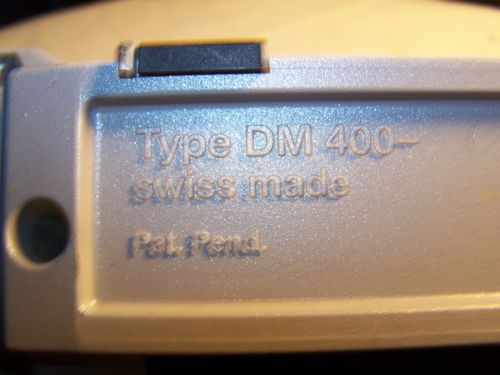 Type DM 400-
swiss made
Pat. Pend.